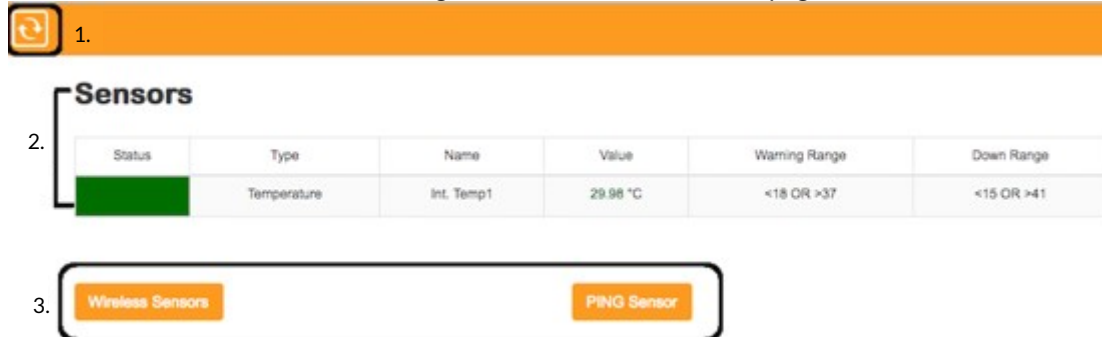 1.
Sensors
2.
Status Type Name Value Warning Range Down Range
Temperature Int. Temp1 29.98 °C <18 OR >37 <15 OR >41
3.
Wireless Sensors PING Sensor